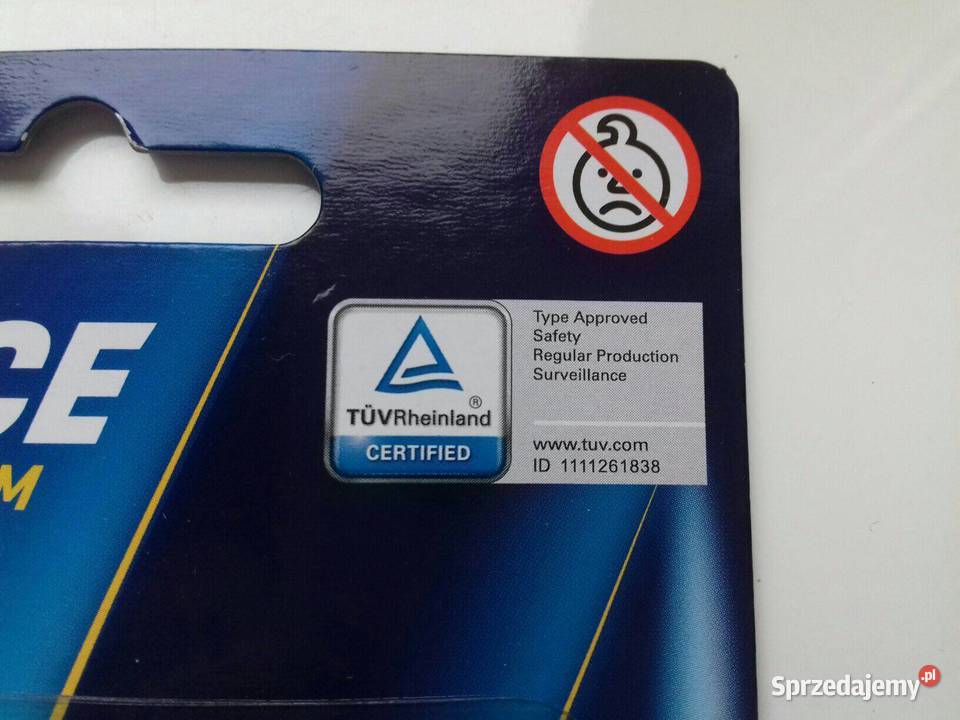 CE
M
TÜVRheinland®
CERTIFIED
Type Approved
Safety
Regular Production
Surveillance
www.tuv.com
ID 1111261838
Sprzedajemy.pl